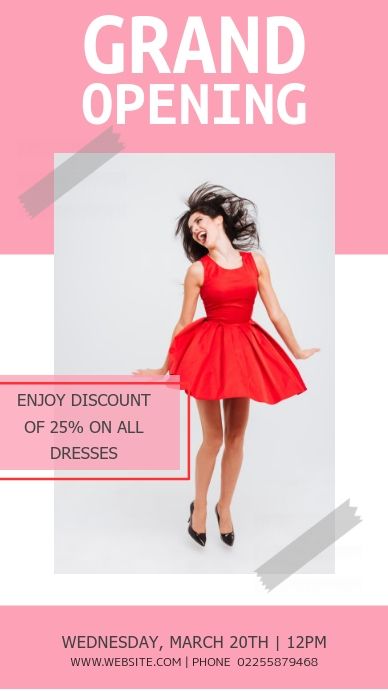 GRAND
OPENING
ENJOY DISCOUNT
OF 25% ON ALL
DRESSES
WEDNESDAY, MARCH 20TH | 12PM
WWW.WEBSITE.COM | PHONE  02255879468